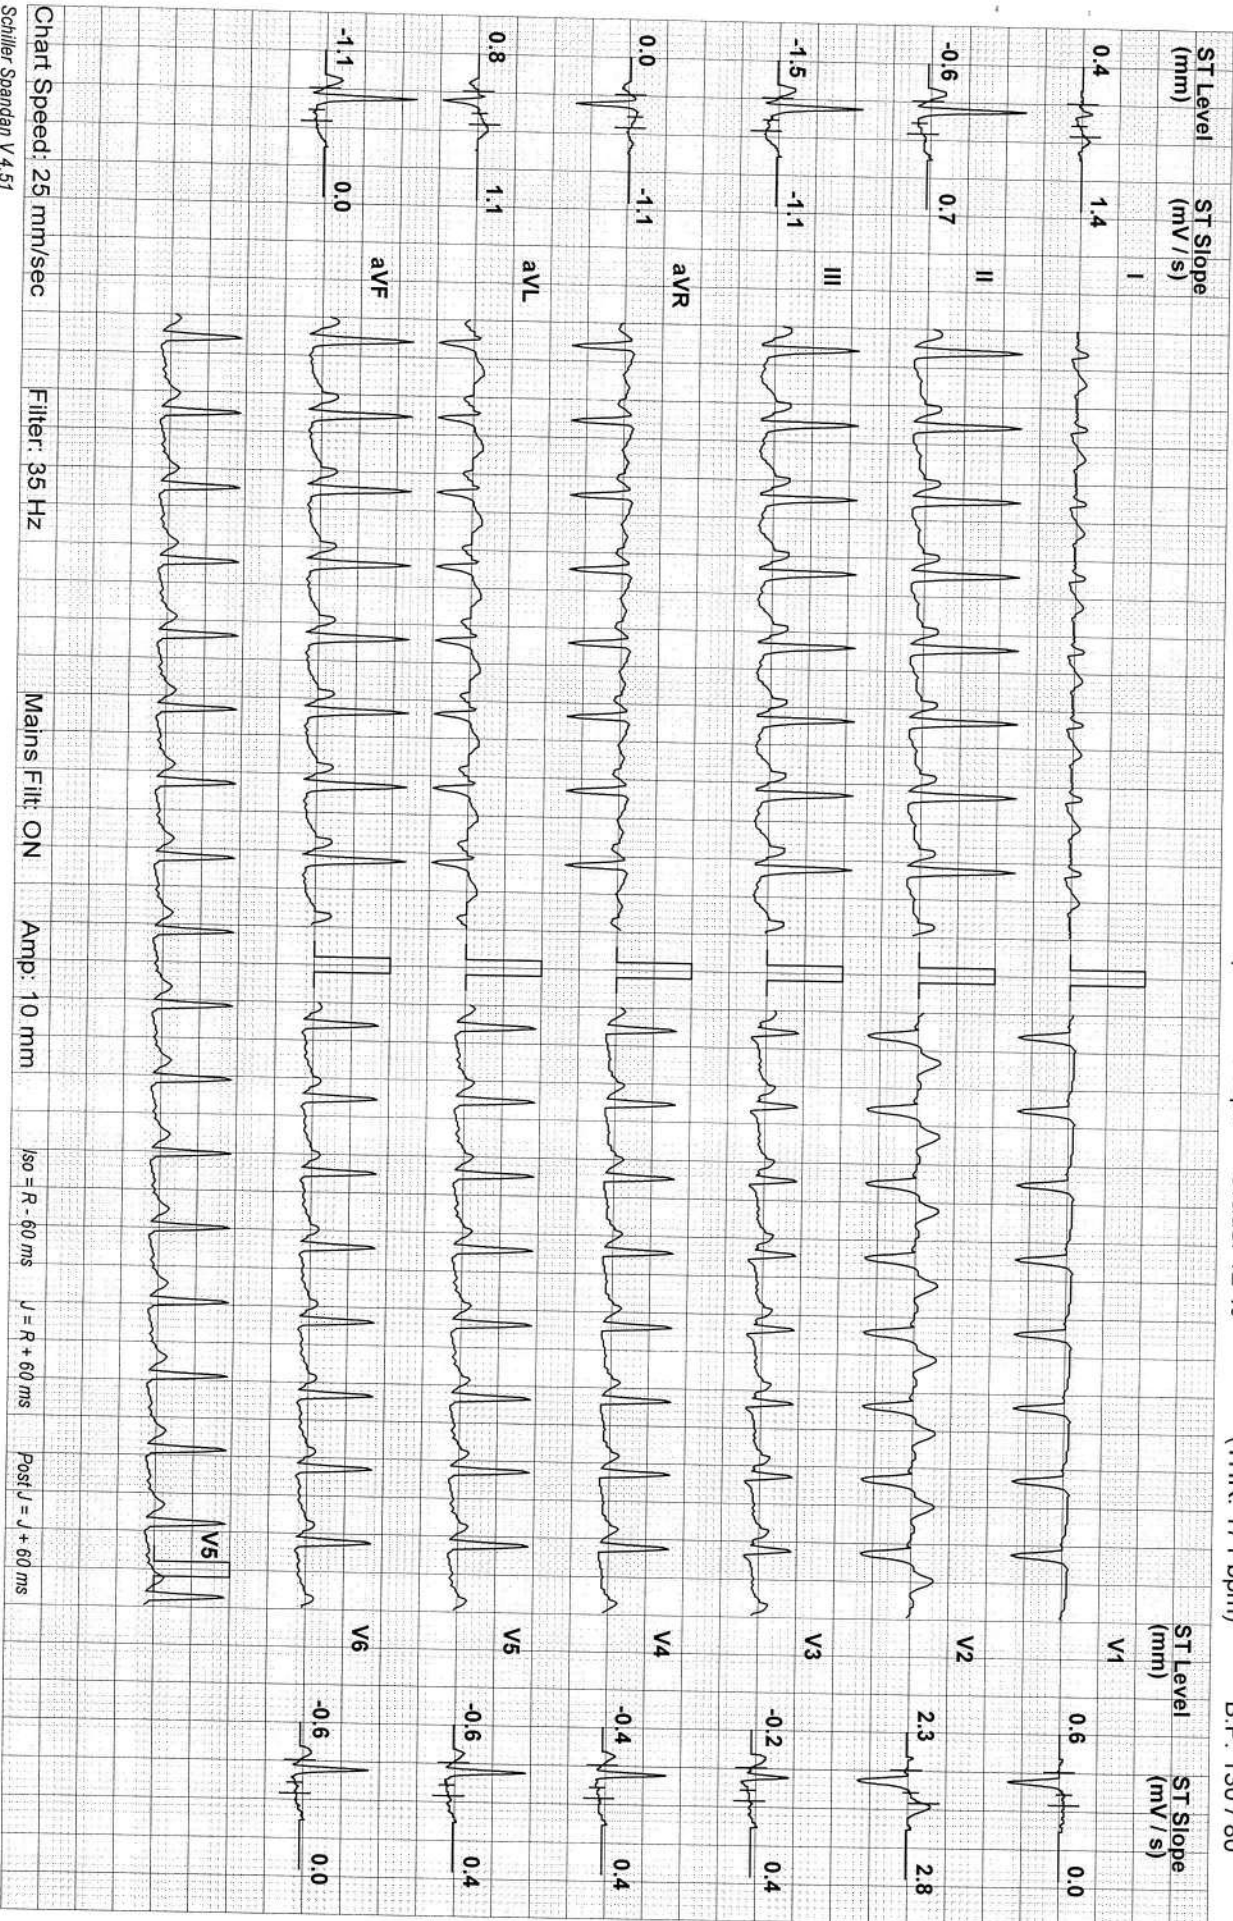 (THR: 171 bpm) B.P: 130 / 80
ST Level
(mm)
ST Slope
(mV / s)
ST Level
(mm)
ST Slope
(mV / s)
0.4
1.4
I
V1
0.6
0.0
-0.6
0.7
II
V2
2.3
2.8
-1.5
-1.1
III
V3
-0.2
0.4
0.0
-1.1
aVR
V4
-0.4
0.4
0.8
1.1
aVL
V5
-0.6
0.4
-1.1
0.0
aVF
V6
-0.6
0.0
V5
Chart Speed: 25 mm/sec Filter: 35 Hz Mains Filt: ON Amp: 10 mm Iso = R - 60 ms J = R + 60 ms Post J = J + 60 ms
Schiller Spandan V 4.51